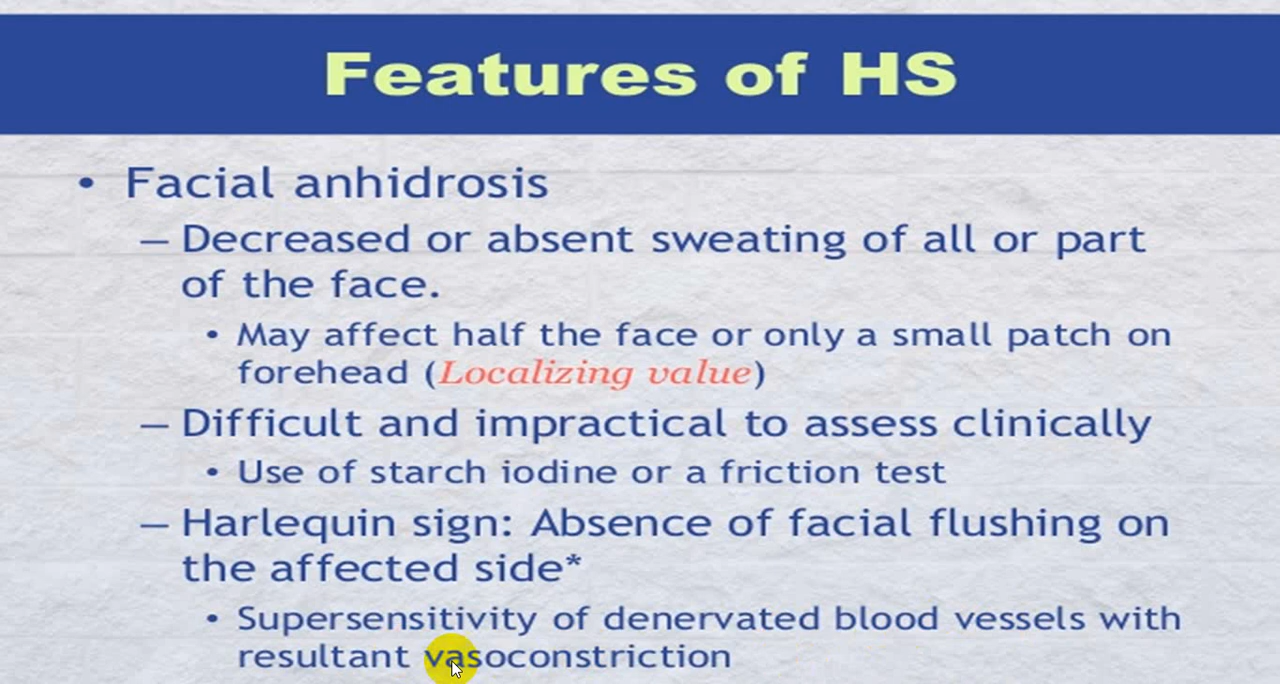 Features of HS
• Facial anhidrosis
– Decreased or absent sweating of all or part
of the face.
• May affect half the face or only a small patch on
forehead (Localizing value)
– Difficult and impractical to assess clinically
• Use of starch iodine or a friction test
– Harlequin sign: Absence of facial flushing on
the affected side*
• Supersensitivity of denervated blood vessels with
resultant vasoconstriction